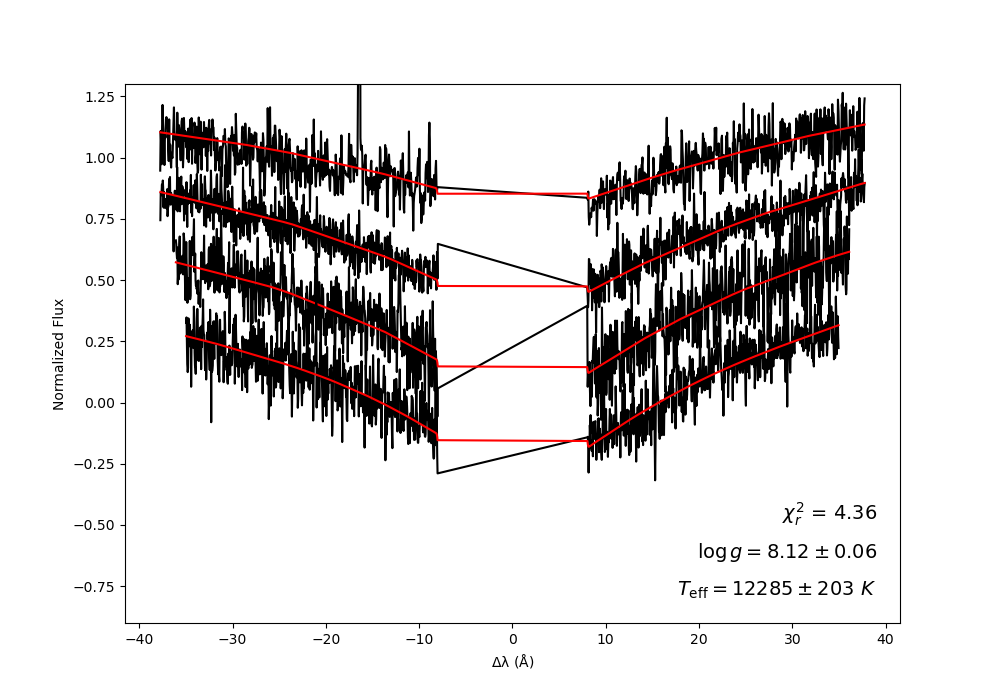 1.25
1.00
0.75
0.50
0.25
0.00
−0.25
−0.50
−0.75
Normalized Flux
χ²ᵣ = 4.36
log g = 8.12 ± 0.06
T_eff = 12285 ± 203 K
−40 −30 −20 −10 0 10 20 30 40
Δλ (Å)